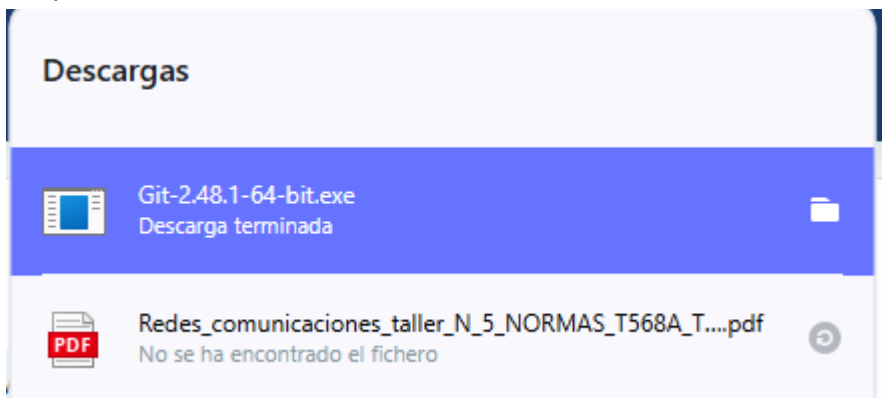 Descargas
Git-2.48.1-64-bit.exe
Descarga terminada
Redes_comunicaciones_taller_N_5_NORMAS_T568A_T....pdf
PDF
No se ha encontrado el fichero